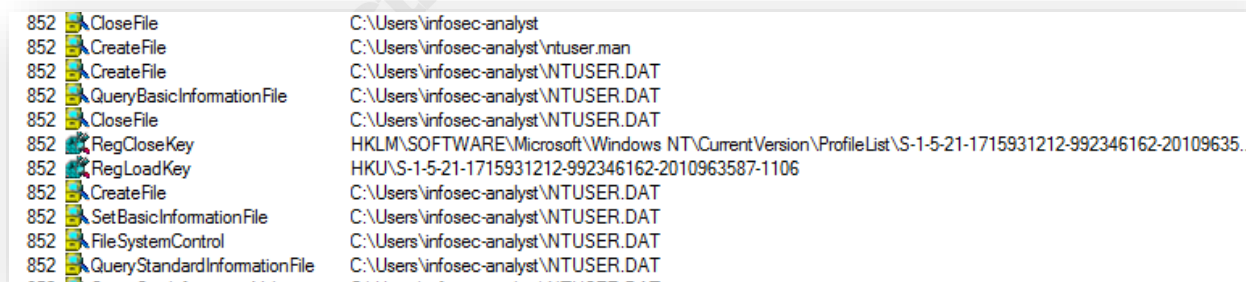 852 CloseFile C:\Users\infosec-analyst
852 CreateFile C:\Users\infosec-analyst\ntuser.man
852 CreateFile C:\Users\infosec-analyst\NTUSER.DAT
852 QueryBasicInformationFile C:\Users\infosec-analyst\NTUSER.DAT
852 CloseFile C:\Users\infosec-analyst\NTUSER.DAT
852 RegCloseKey HKLM\SOFTWARE\Microsoft\Windows NT\CurrentVersion\ProfileList\S-1-5-21-1715931212-992346162-20109635..
852 RegLoadKey HKU\S-1-5-21-1715931212-992346162-2010963587-1106
852 CreateFile C:\Users\infosec-analyst\NTUSER.DAT
852 SetBasicInformationFile C:\Users\infosec-analyst\NTUSER.DAT
852 FileSystemControl C:\Users\infosec-analyst\NTUSER.DAT
852 QueryStandardInformationFile C:\Users\infosec-analyst\NTUSER.DAT